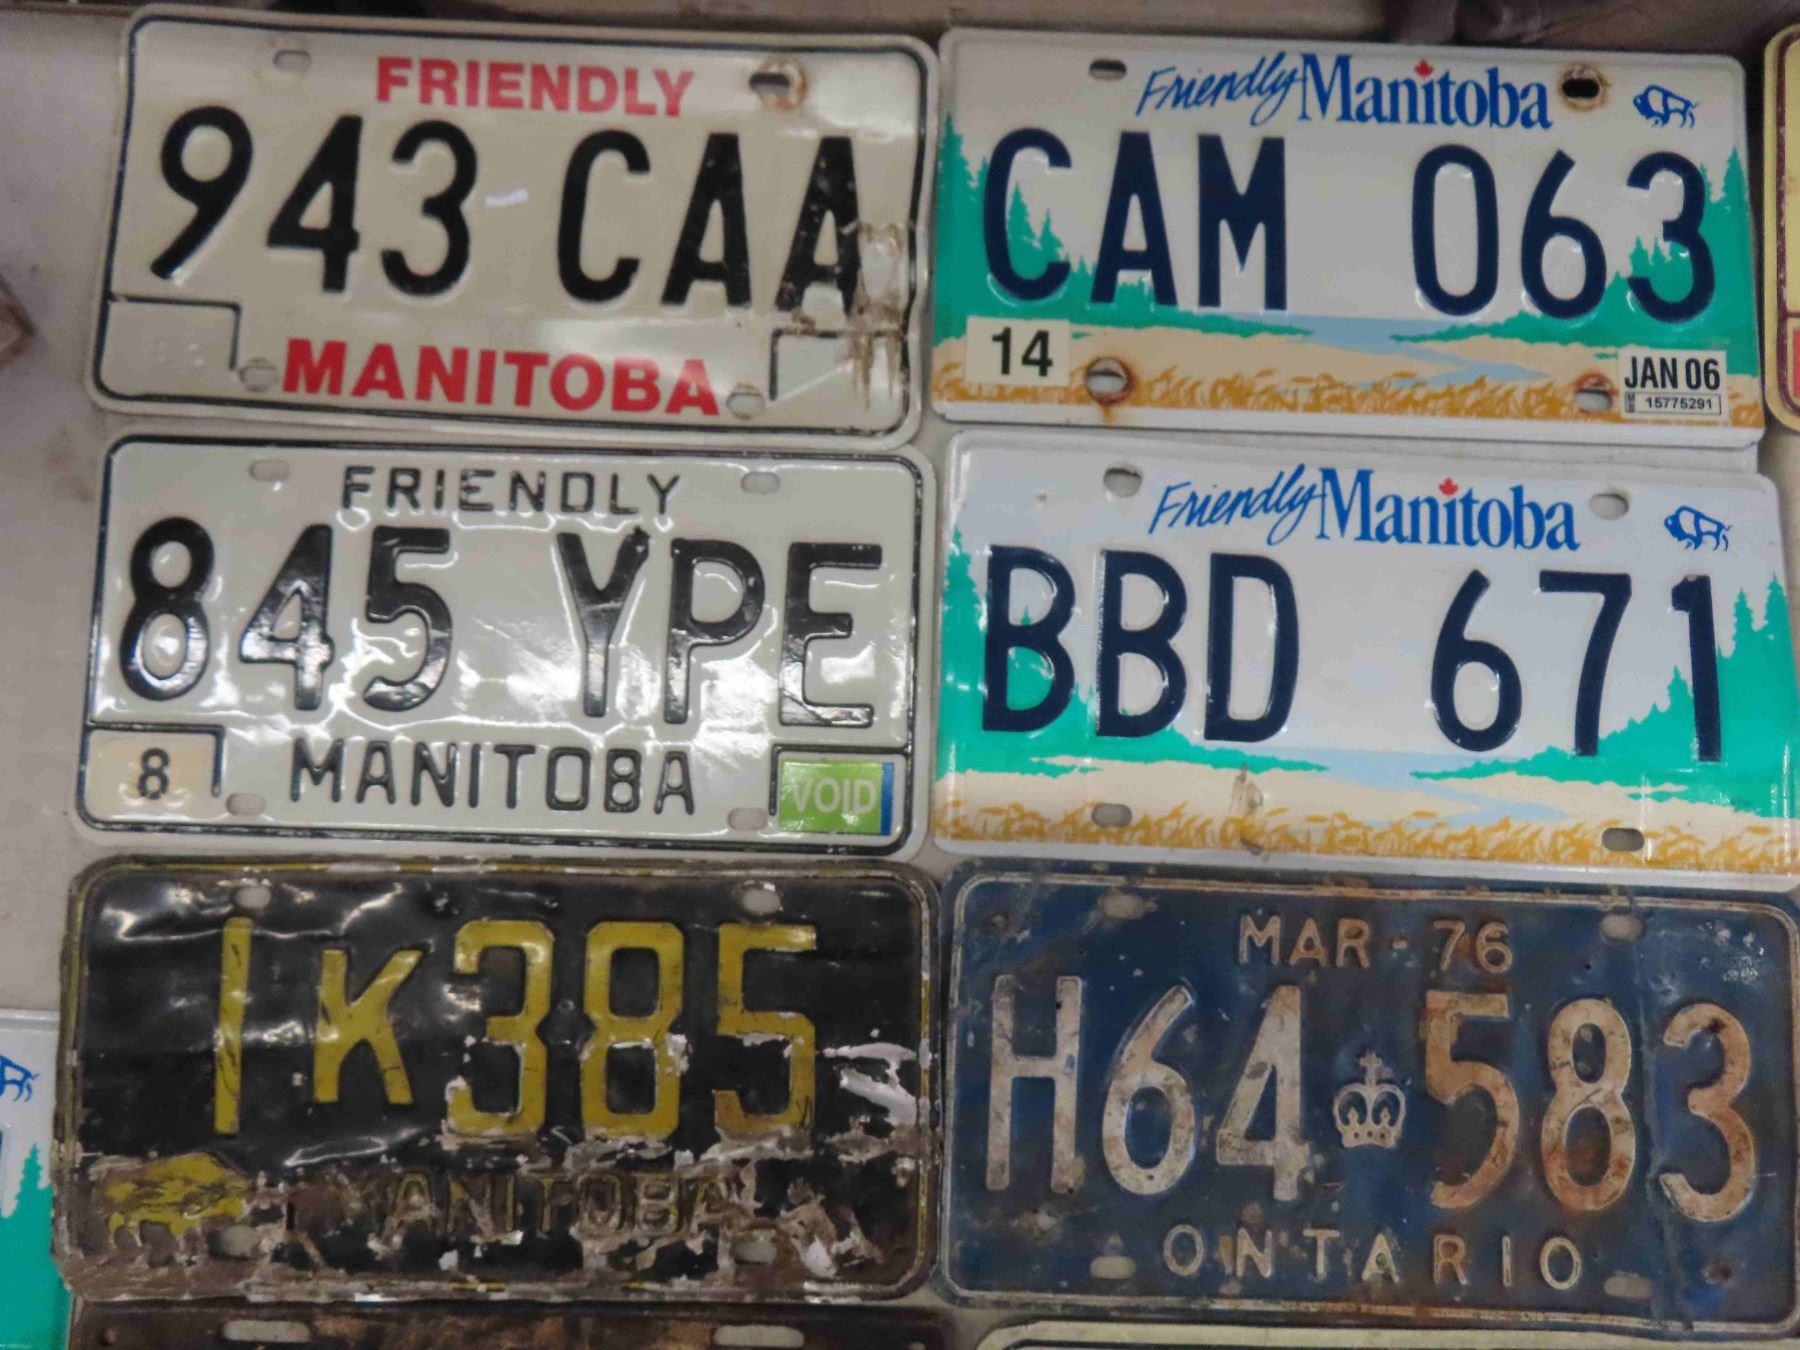 FRIENDLY
943 CAA
MANITOBA
Friendly Manitoba
CAM 063
14
JAN 06
MB 15775291
FRIENDLY
845 YPE
8
MANITOBA
VOID
Friendly Manitoba
BBD 671
1K385
MANITOBA
MAR - 76
H64 583
ONTARIO